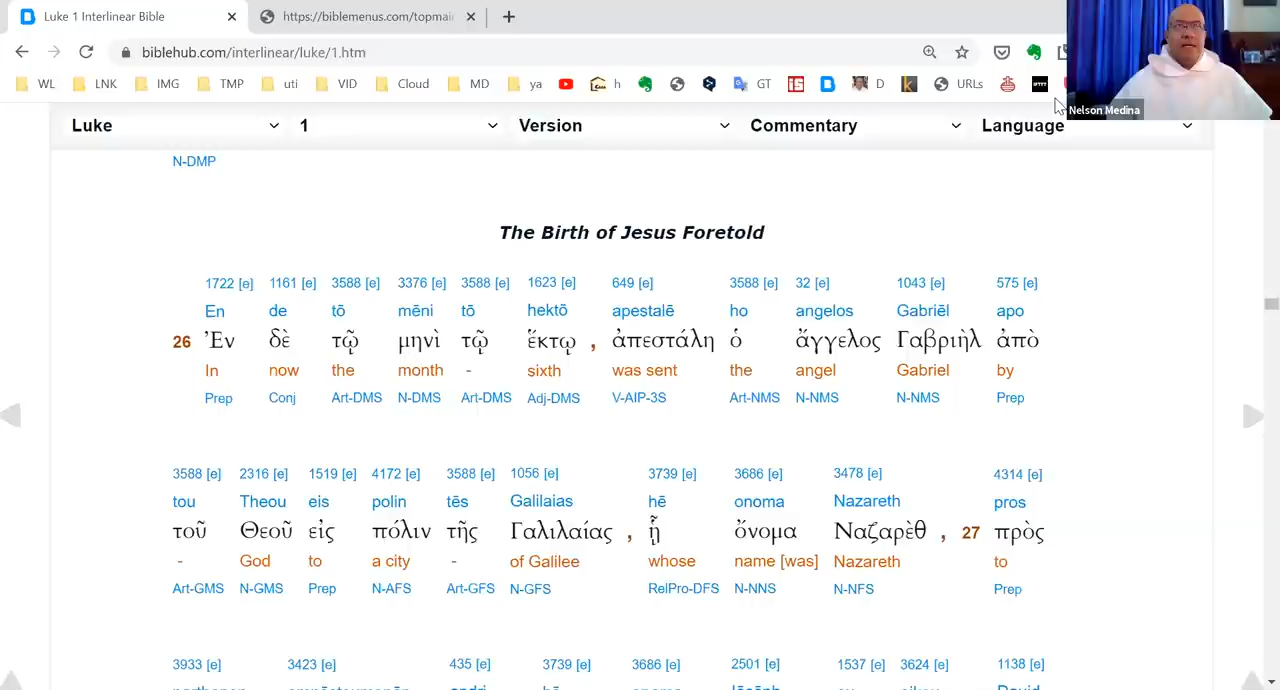 Luke 1 Interlinear Bible
https://biblemenus.com/topmai
biblehub.com/interlinear/luke/1.htm
WL LNK IMG TMP uti VID Cloud MD ya h GT D k URLs
Nelson Medina
Luke 1 Version Commentary Language
N-DMP
The Birth of Jesus Foretold
1722 [e] 1161 [e] 3588 [e] 3376 [e] 3588 [e] 1623 [e] 649 [e] 3588 [e] 32 [e] 1043 [e] 575 [e]
En de tō mēni tō hektō apestalē ho angelos Gabriēl apo
26 Ἐν δὲ τῷ μηνὶ τῷ ἕκτῳ , ἀπεστάλη ὁ ἄγγελος Γαβριὴλ ἀπὸ
In now the month - sixth was sent the angel Gabriel by
Prep Conj Art-DMS N-DMS Art-DMS Adj-DMS V-AIP-3S Art-NMS N-NMS N-NMS Prep
3588 [e] 2316 [e] 1519 [e] 4172 [e] 3588 [e] 1056 [e] 3739 [e] 3686 [e] 3478 [e] 4314 [e]
tou Theou eis polin tēs Galilaias hē onoma Nazareth pros
τοῦ Θεοῦ εἰς πόλιν τῆς Γαλιλαίας , ᾗ ὄνομα Ναζαρὲθ , 27 πρὸς
- God to a city - of Galilee whose name [was] Nazareth to
Art-GMS N-GMS Prep N-AFS Art-GFS N-GFS RelPro-DFS N-NNS N-NFS Prep
3933 [e] 3423 [e] 435 [e] 3739 [e] 3686 [e] 2501 [e] 1537 [e] 3624 [e] 1138 [e]